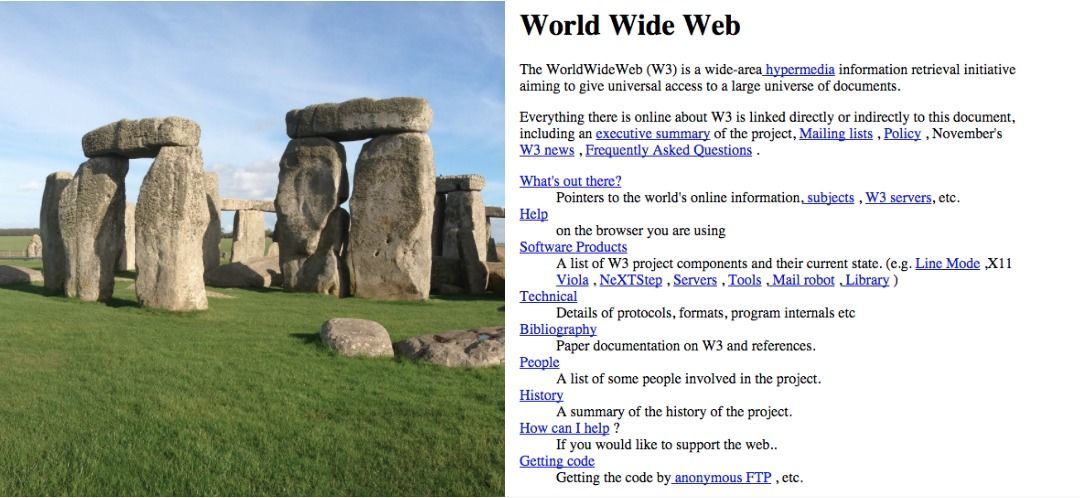 World Wide Web
The WorldWideWeb (W3) is a wide-area hypermedia information retrieval initiative
aiming to give universal access to a large universe of documents.
Everything there is online about W3 is linked directly or indirectly to this document,
including an executive summary of the project, Mailing lists , Policy , November's
W3 news , Frequently Asked Questions .
What's out there?
Pointers to the world's online information, subjects , W3 servers, etc.
Help
on the browser you are using
Software Products
A list of W3 project components and their current state. (e.g. Line Mode ,X11
Viola , NeXTStep , Servers , Tools , Mail robot , Library )
Technical
Details of protocols, formats, program internals etc
Bibliography
Paper documentation on W3 and references.
People
A list of some people involved in the project.
History
A summary of the history of the project.
How can I help ?
If you would like to support the web..
Getting code
Getting the code by anonymous FTP , etc.